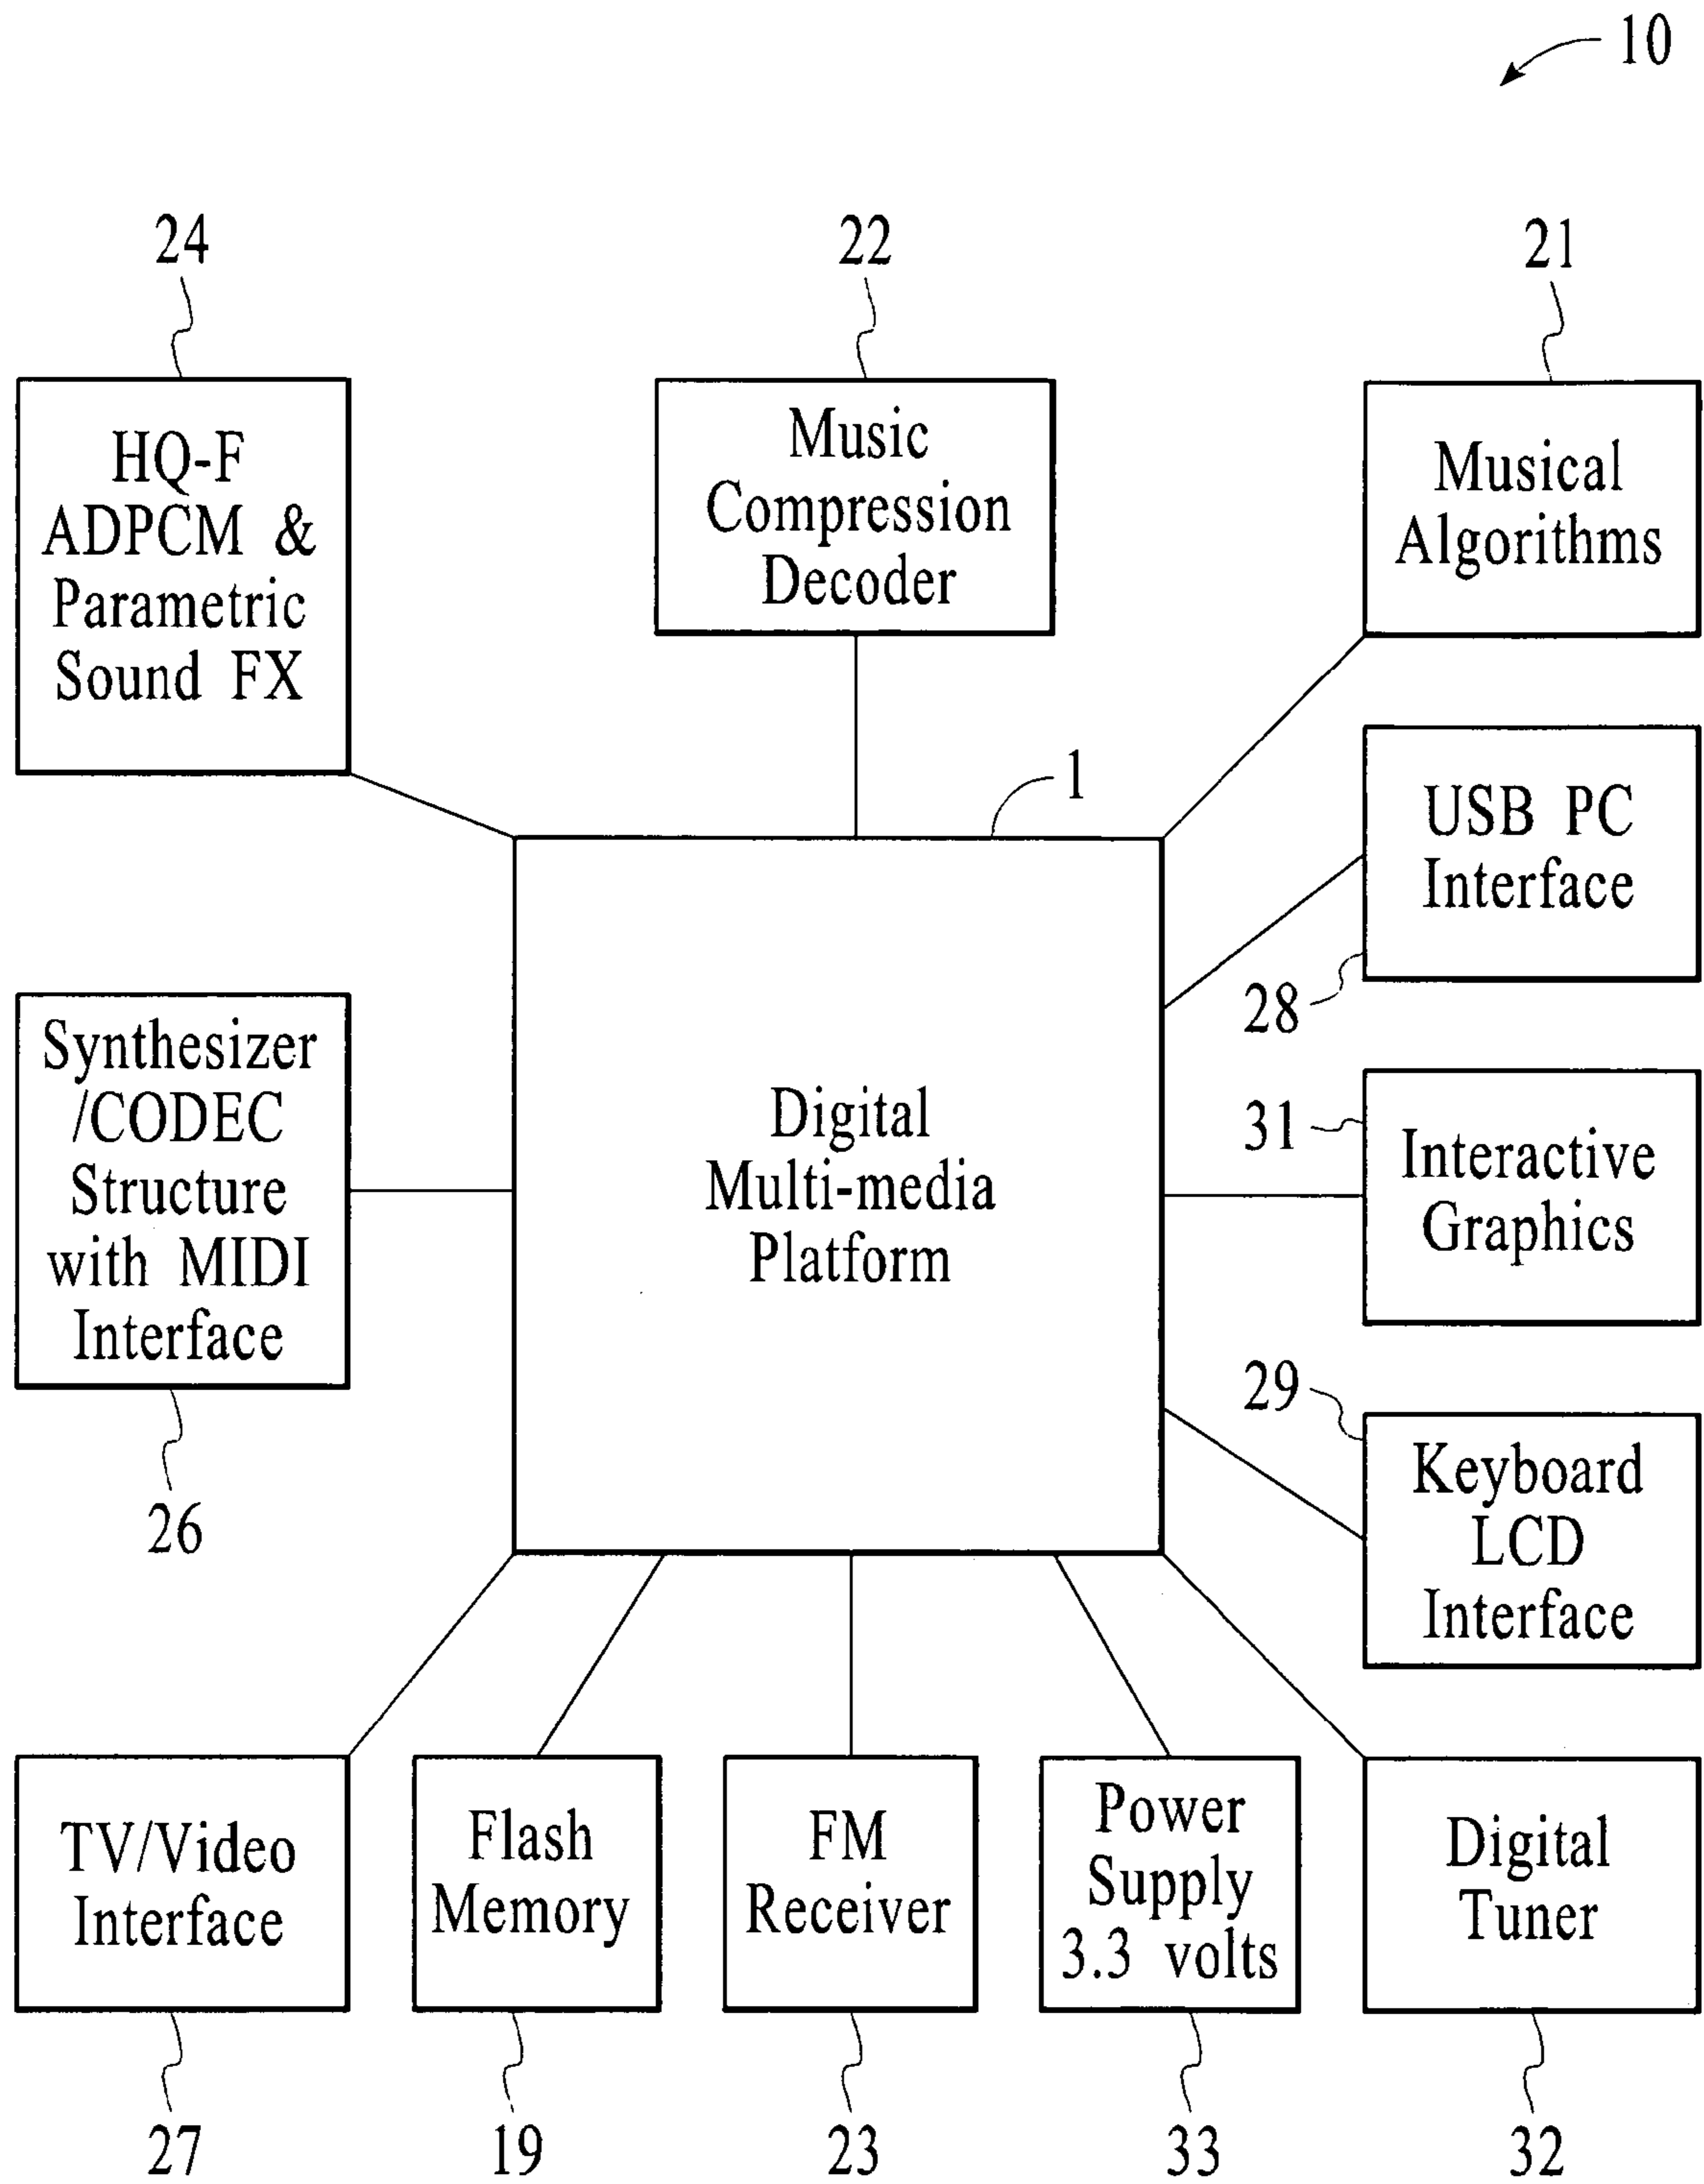 10
24
22
21
HQ-F
ADPCM &
Parametric
Sound FX
Music
Compression
Decoder
Musical
Algorithms
1
USB PC
Interface
28
Synthesizer
/CODEC
Structure
with MIDI
Interface
26
Digital
Multi-media
Platform
31
Interactive
Graphics
29
Keyboard
LCD
Interface
TV/Video
Interface
Flash
Memory
FM
Receiver
Power
Supply
3.3 volts
Digital
Tuner
27
19
23
33
32